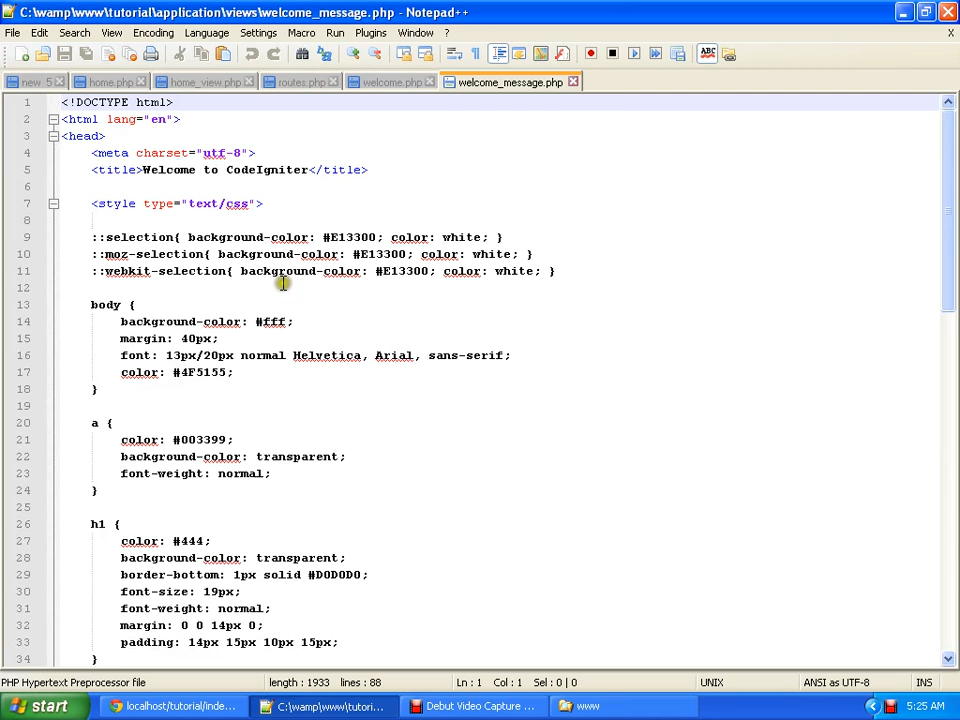 C:\wamp\www\tutorial\application\views\welcome_message.php - Notepad++
File Edit Search View Encoding Language Settings Macro Run Plugins Window ? X
new 5 home.php home_view.php routes.php welcome.php welcome_message.php
1 <!DOCTYPE html>
2 <html lang="en">
3 <head>
4 <meta charset="utf-8">
5 <title>Welcome to CodeIgniter</title>
6
7 <style type="text/css">
8
9 ::selection{ background-color: #E13300; color: white; }
10 ::moz-selection{ background-color: #E13300; color: white; }
11 ::webkit-selection{ background-color: #E13300; color: white; }
12
13 body {
14 background-color: #fff;
15 margin: 40px;
16 font: 13px/20px normal Helvetica, Arial, sans-serif;
17 color: #4F5155;
18 }
19
20 a {
21 color: #003399;
22 background-color: transparent;
23 font-weight: normal;
24 }
25
26 h1 {
27 color: #444;
28 background-color: transparent;
29 border-bottom: 1px solid #D0D0D0;
30 font-size: 19px;
31 font-weight: normal;
32 margin: 0 0 14px 0;
33 padding: 14px 15px 10px 15px;
34 }
PHP Hypertext Preprocessor file length : 1933 lines : 88 Ln : 1 Col : 1 Sel : 0 | 0 UNIX ANSI as UTF-8 INS
start localhost/tutorial/inde... C:\wamp\www\tutori... Debut Video Capture ... www 5:25 AM